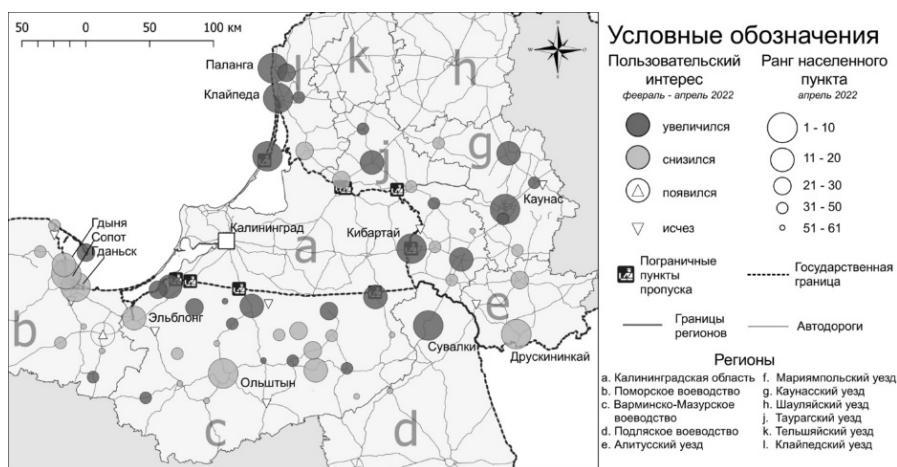 50 0 50 100 км
Паланга
Клайпеда
l
k
h
g
j
Каунас
Гдыня
Сопот
Гданьск
Калининград
Кибартай
a
b
Эльблонг
e
Сувалки
Друскининкай
Ольштын
c
d
N
W
S
Условные обозначения
Пользовательский
интерес
февраль - апрель 2022
увеличился
снизился
появился
исчез
Ранг населенного
пункта
апрель 2022
1 - 10
11 - 20
21 - 30
31 - 50
51 - 61
Пограничные
пункты
пропуска
Государственная
граница
Границы
регионов
Автодороги
Регионы
a. Калининградская область
b. Поморское воеводство
c. Варминско-Мазурское
воеводство
d. Подляское воеводство
e. Алитусский уезд
f. Мариямпольский уезд
g. Каунасский уезд
h. Шауляйский уезд
j. Таурагский уезд
k. Тельшяйский уезд
l. Клайпедский уезд